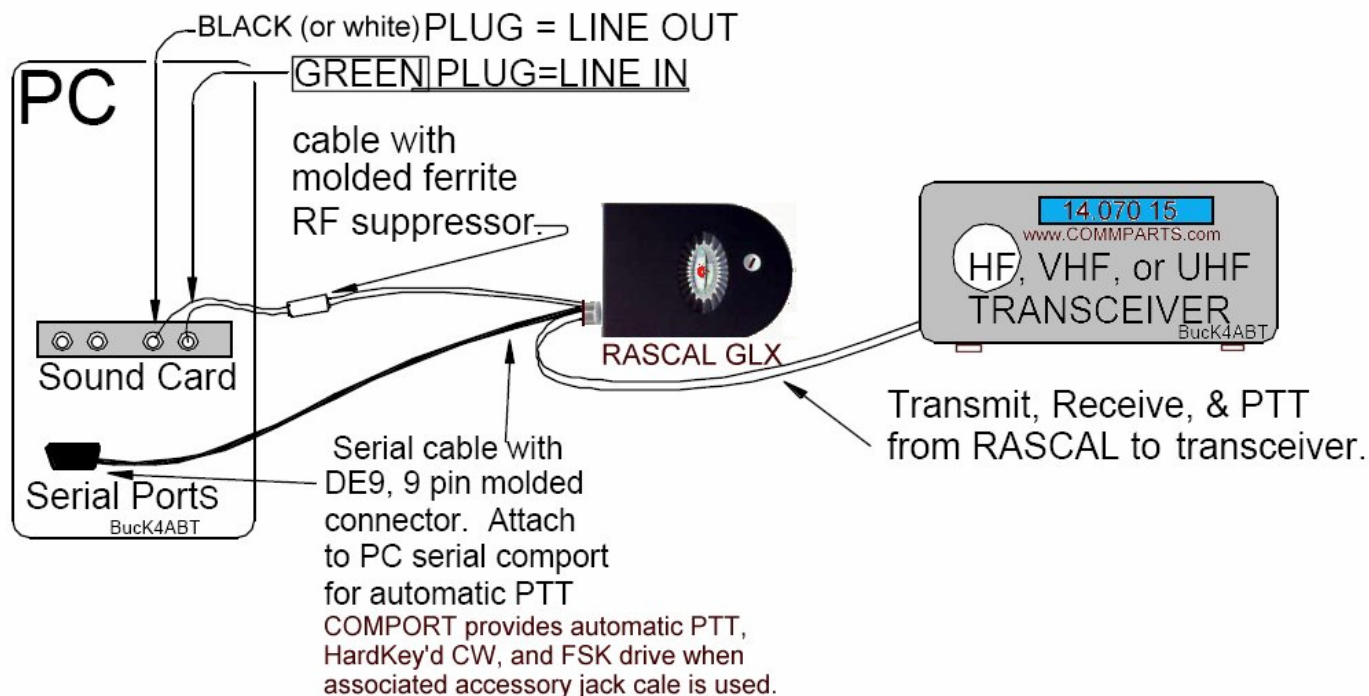 BLACK (or white) PLUG = LINE OUT
GREEN PLUG=LINE IN
PC
cable with
molded ferrite
RF suppressor.
Sound Card
Serial Ports
BucK4ABT
RASCAL GLX
14.070 15
www.COMMPARTS.com
HF, VHF, or UHF
TRANSCEIVER
BucK4ABT
Transmit, Receive, & PTT
from RASCAL to transceiver.
Serial cable with
DE9, 9 pin molded
connector. Attach
to PC serial comport
for automatic PTT
COMPORT provides automatic PTT,
HardKey'd CW, and FSK drive when
associated accessory jack cale is used.